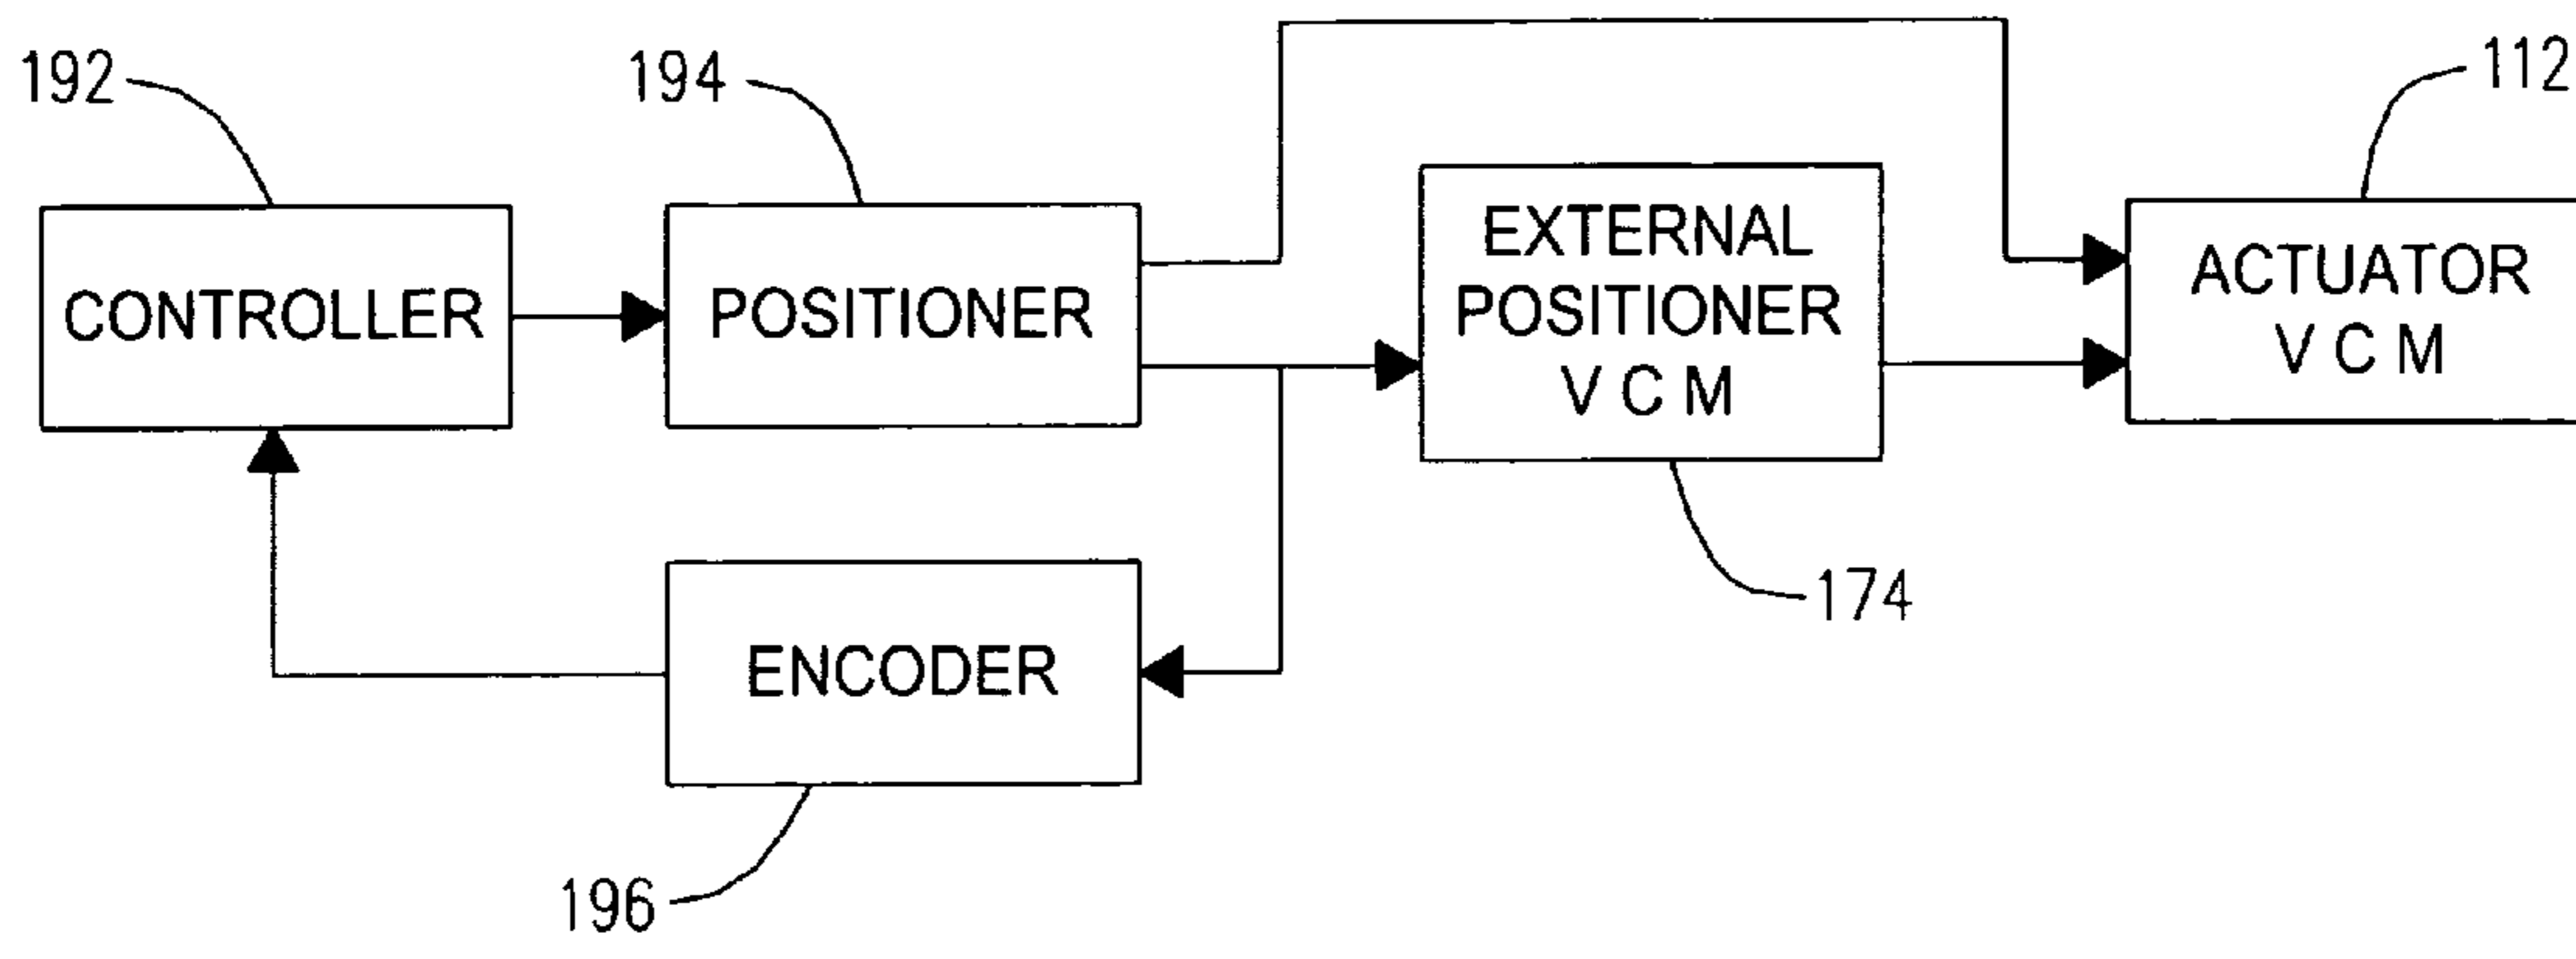 192
194
112
CONTROLLER
POSITIONER
EXTERNAL
POSITIONER
V C M
ACTUATOR
V C M
174
ENCODER
196